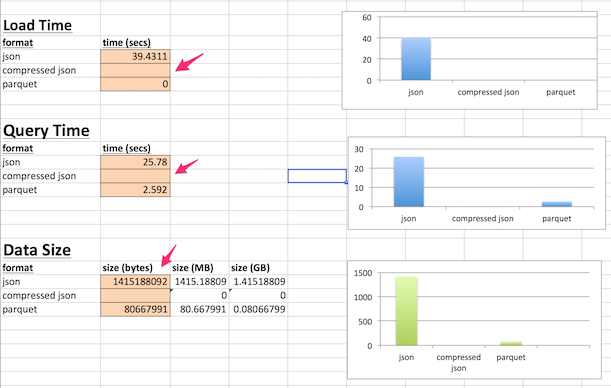 Load Time
format time (secs)
json 39.4311
compressed json
parquet 0
60
40
20
0
json compressed json parquet
Query Time
format time (secs)
json 25.78
compressed json
parquet 2.592
30
20
10
0
json compressed json parquet
Data Size
format size (bytes) size (MB) size (GB)
json 1415188092 1415.18809 1.41518809
compressed json 0 0
parquet 80667991 80.667991 0.08066799
1500
1000
500
0
json compressed parquet
json